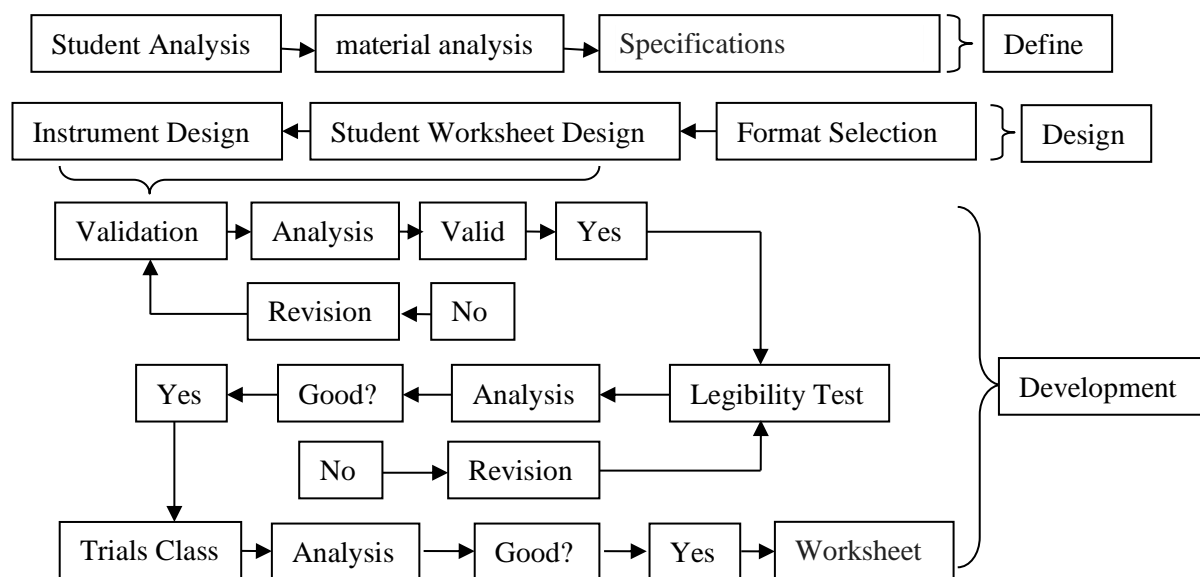 Student Analysis material analysis Specifications Define
Instrument Design Student Worksheet Design Format Selection Design
Validation Analysis Valid Yes
Revision No
Development
Yes Good? Analysis Legibility Test
No Revision
Trials Class Analysis Good? Yes Worksheet